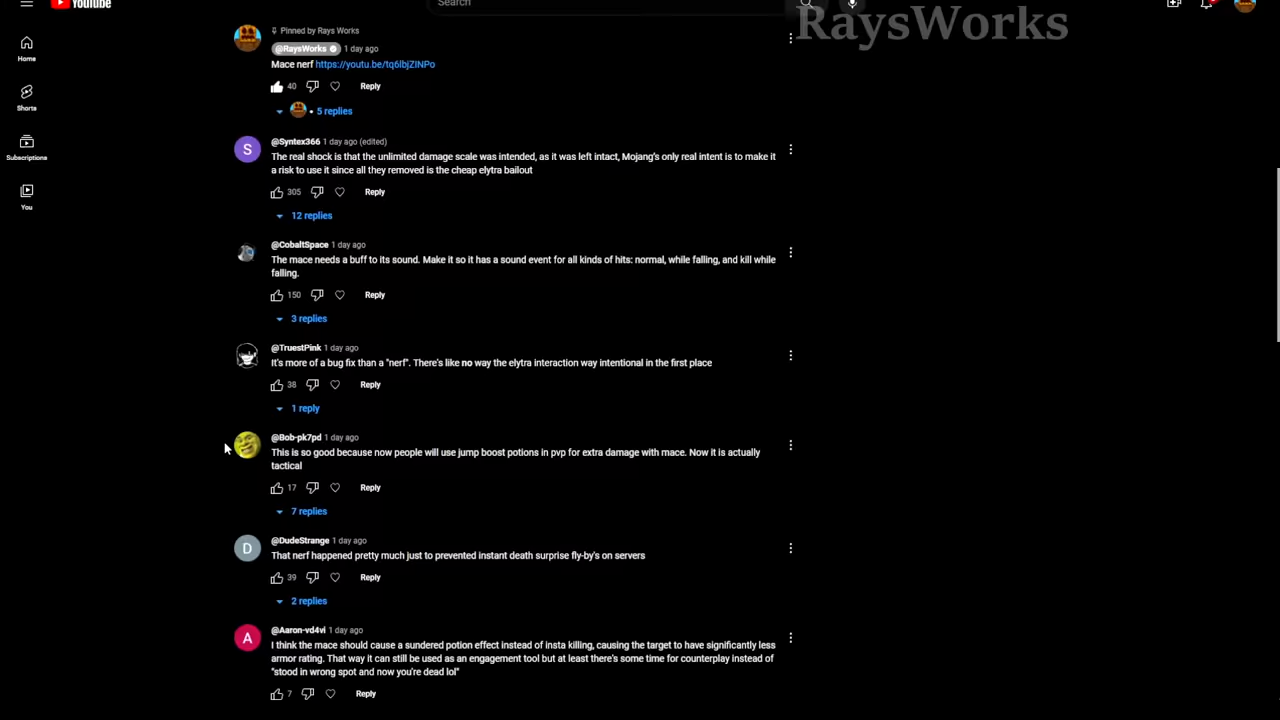 YouTube
Search
RaysWorks
Home
Shorts
Subscriptions
You
Pinned by Rays Works
@RaysWorks 1 day ago
Mace nerf https://youtu.be/tq6lbjZINPo
40 Reply
5 replies
S
@Syntex366 1 day ago (edited)
The real shock is that the unlimited damage scale was intended, as it was left intact, Mojang's only real intent is to make it
a risk to use it since all they removed is the cheap elytra bailout
305 Reply
12 replies
@CobaltSpace 1 day ago
The mace needs a buff to its sound. Make it so it has a sound event for all kinds of hits: normal, while falling, and kill while
falling.
150 Reply
3 replies
@TruestPink 1 day ago
It's more of a bug fix than a "nerf". There's like no way the elytra interaction way intentional in the first place
38 Reply
1 reply
@Bob-pk7pd 1 day ago
This is so good because now people will use jump boost potions in pvp for extra damage with mace. Now it is actually
tactical
17 Reply
7 replies
D
@DudeStrange 1 day ago
That nerf happened pretty much just to prevented instant death surprise fly-by's on servers
39 Reply
2 replies
A
@Aaron-vd4vi 1 day ago
I think the mace should cause a sundered potion effect instead of insta killing, causing the target to have significantly less
armor rating. That way it can still be used as an engagement tool but at least there's some time for counterplay instead of
"stood in wrong spot and now you're dead lol"
7 Reply